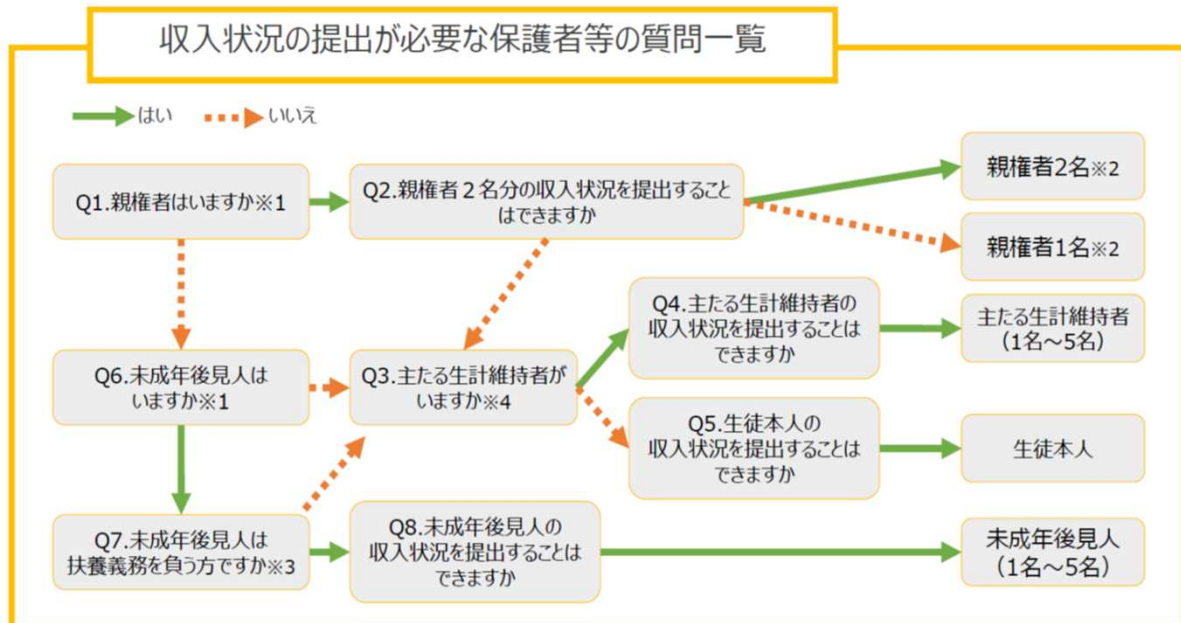 収入状況の提出が必要な保護者等の質問一覧
はい
いいえ
Q1.親権者はいますか※1
Q2.親権者２名分の収入状況を提出すること
はできますか
親権者2名※2
親権者1名※2
Q6.未成年後見人は
いますか※1
Q3.主たる生計維持者が
いますか※4
Q4.主たる生計維持者の
収入状況を提出することは
できますか
主たる生計維持者
（1名～5名）
Q5.生徒本人の
収入状況を提出することは
できますか
生徒本人
Q7.未成年後見人は
扶養義務を負う方ですか※3
Q8.未成年後見人の
収入状況を提出することは
できますか
未成年後見人
（1名～5名）